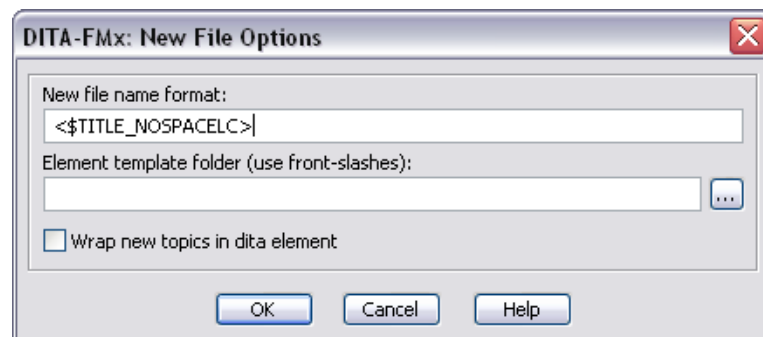 DITA-FMx: New File Options
New file name format:
<$TITLE_NOSPACELC>
Element template folder (use front-slashes):
...
Wrap new topics in dita element
OK Cancel Help